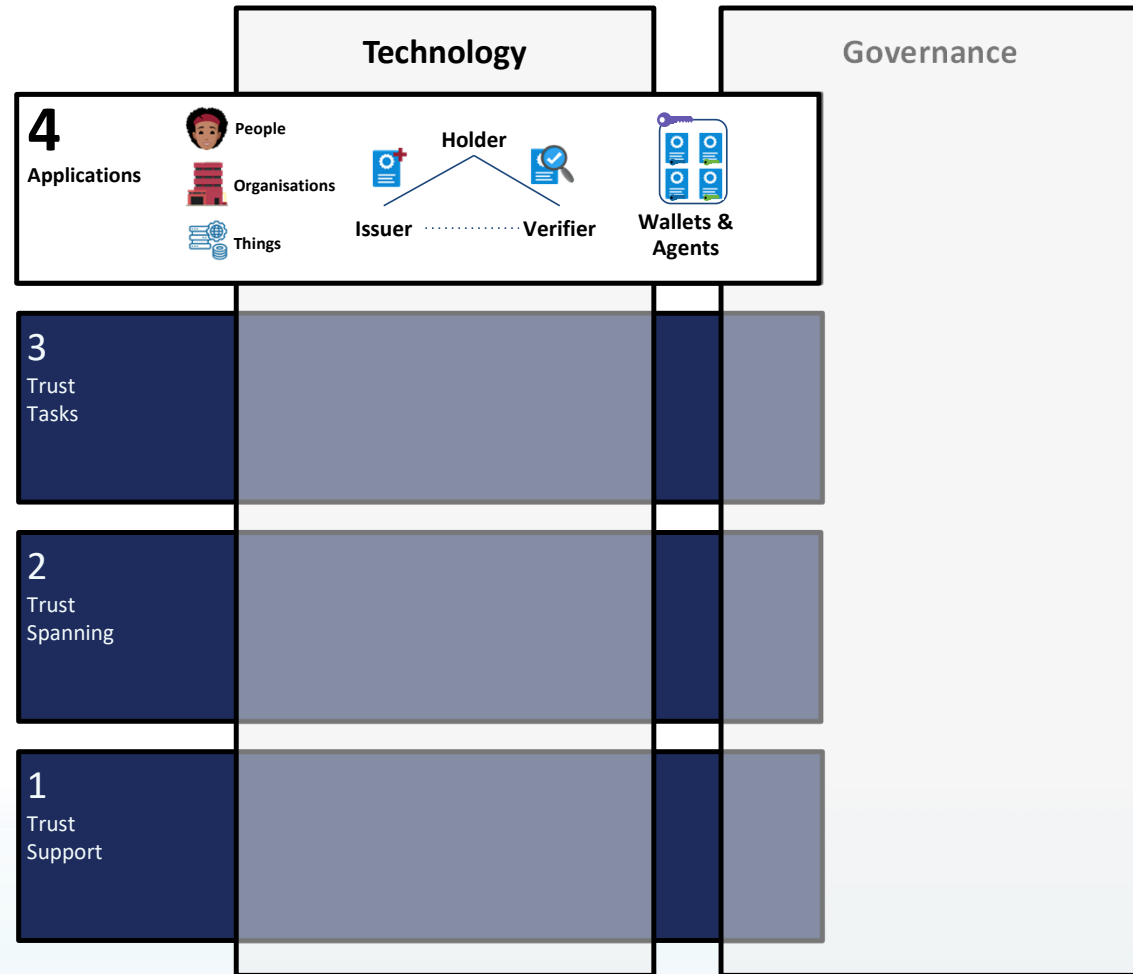 Technology
Governance
4
Applications
People
Organisations
Things
Holder
Issuer
Verifier
Wallets &
Agents
3
Trust
Tasks
2
Trust
Spanning
1
Trust
Support